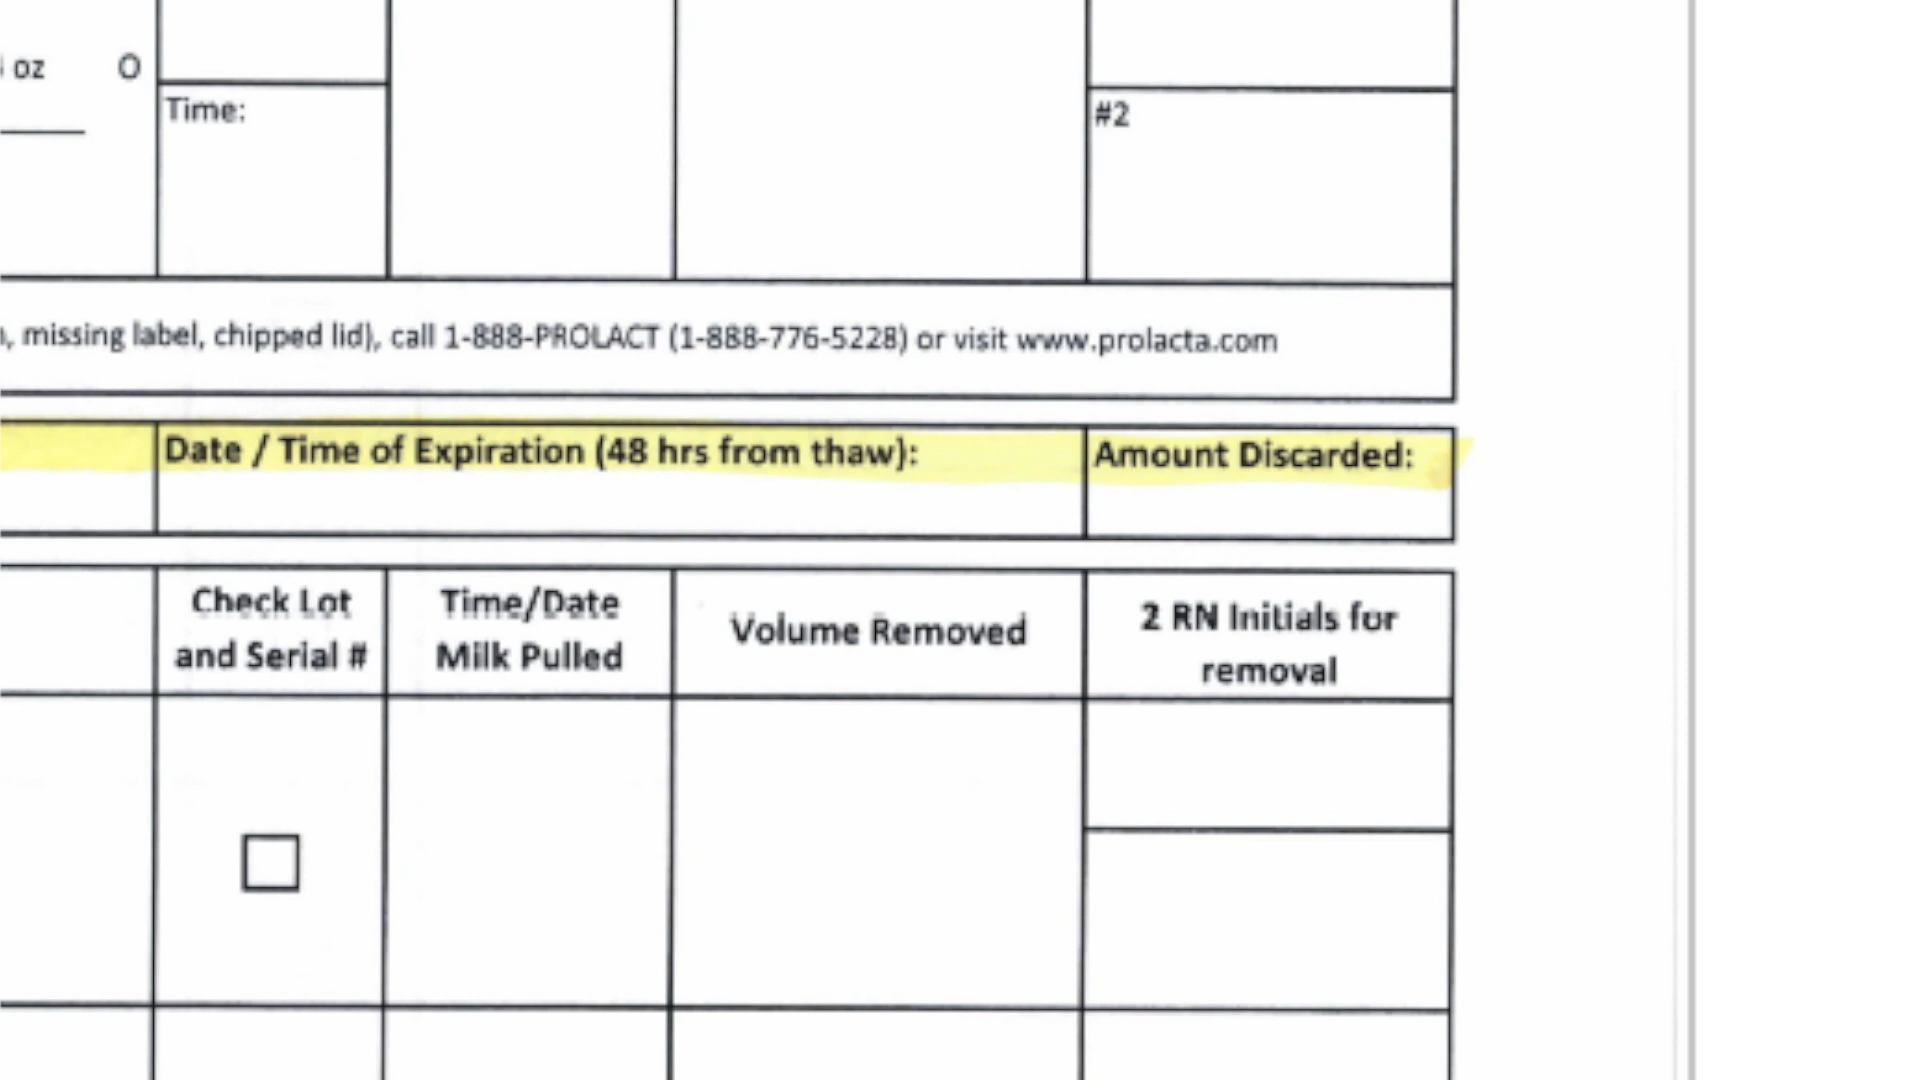 oz O
Time:
#2
, missing label, chipped lid), call 1-888-PROLACT (1-888-776-5228) or visit www.prolacta.com
Date / Time of Expiration (48 hrs from thaw):
Amount Discarded:
Check Lot
and Serial #
Time/Date
Milk Pulled
Volume Removed
2 RN Initials for
removal